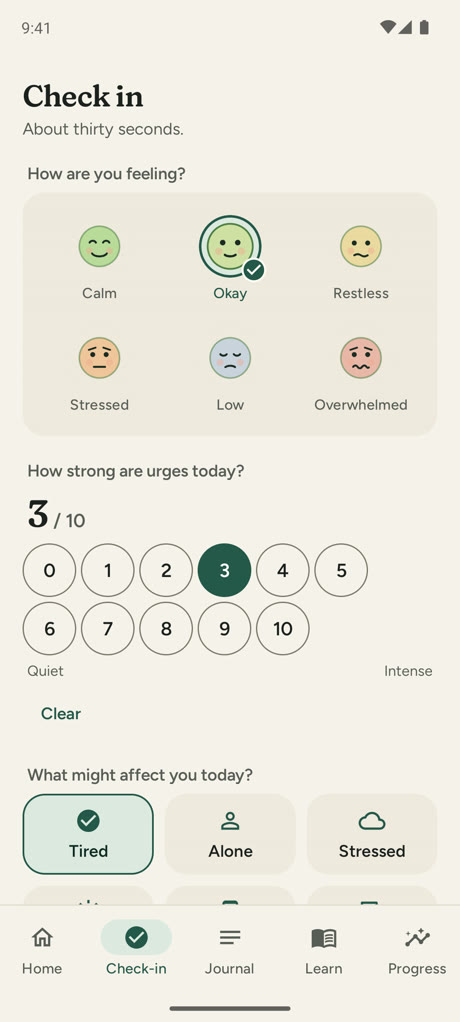 9:41
Check in
About thirty seconds.
How are you feeling?
Calm Okay Restless
Stressed Low Overwhelmed
How strong are urges today?
3 / 10
0 1 2 3 4 5
6 7 8 9 10
Quiet Intense
Clear
What might affect you today?
Tired Alone Stressed
Home Check-in Journal Learn Progress